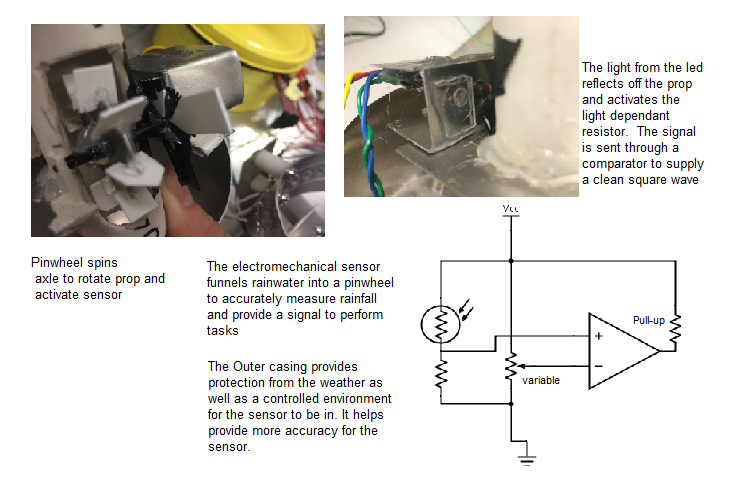 The light from the led
reflects off the prop
and activates the
light dependant
resistor. The signal
is sent through a
comparator to supply
a clean square wave
Pinwheel spins
axle to rotate prop and
activate sensor
The electromechanical sensor
funnels rainwater into a pinwheel
to accurately measure rainfall
and provide a signal to perform
tasks
The Outer casing provides
protection from the weather as
well as a controlled environment
for the sensor to be in. It helps
provide more accuracy for the
sensor.
Vcc
Pull-up
+
−
variable